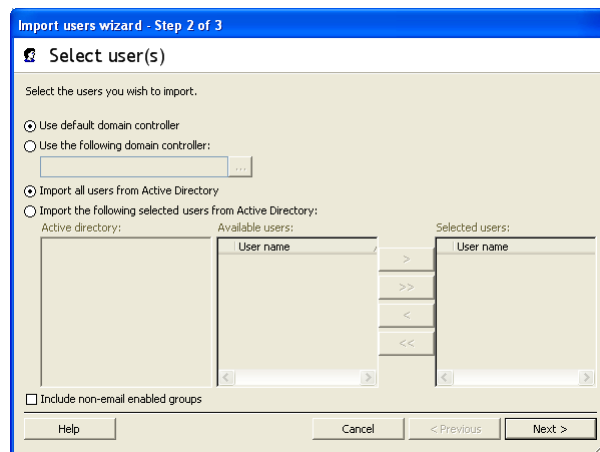 Import users wizard - Step 2 of 3
Select user(s)
Select the users you wish to import.
Use default domain controller
Use the following domain controller:
...
Import all users from Active Directory
Import the following selected users from Active Directory:
Active directory: Available users: Selected users:
User name User name
>
>>
<
<<
Include non-email enabled groups
Help Cancel < Previous Next >